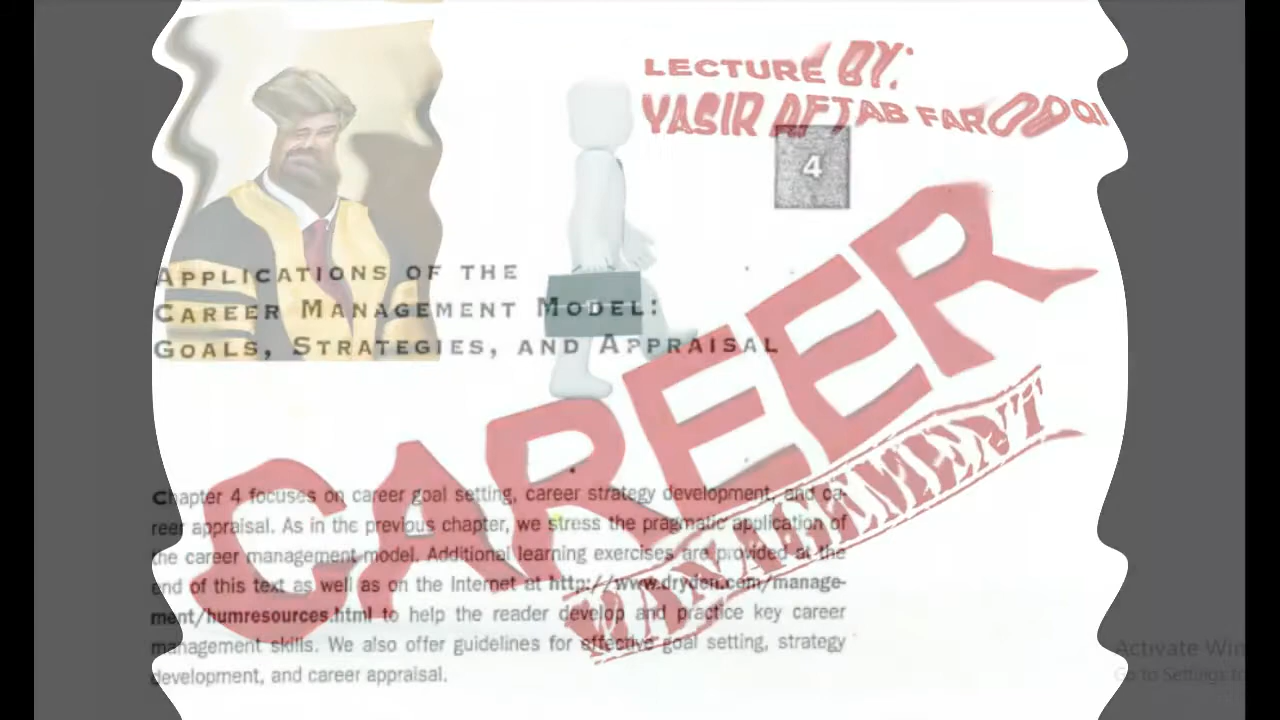 LECTURE BY:
YASIR AFTAB FAROOQI
4
APPLICATIONS OF THE
CAREER MANAGEMENT MODEL:
GOALS, STRATEGIES, AND APPRAISAL
CAREER
MANAGEMENT
Chapter 4 focuses on career goal setting, career strategy development, and ca-
reer appraisal. As in the previous chapter, we stress the pragmatic application of
the career management model. Additional learning exercises are provided at the
end of this text as well as on the Internet at http://www.dryden.com/manage-
ment/humresources.html to help the reader develop and practice key career
management skills. We also offer guidelines for effective goal setting, strategy
development, and career appraisal.
Activate Win
Go to Settings to